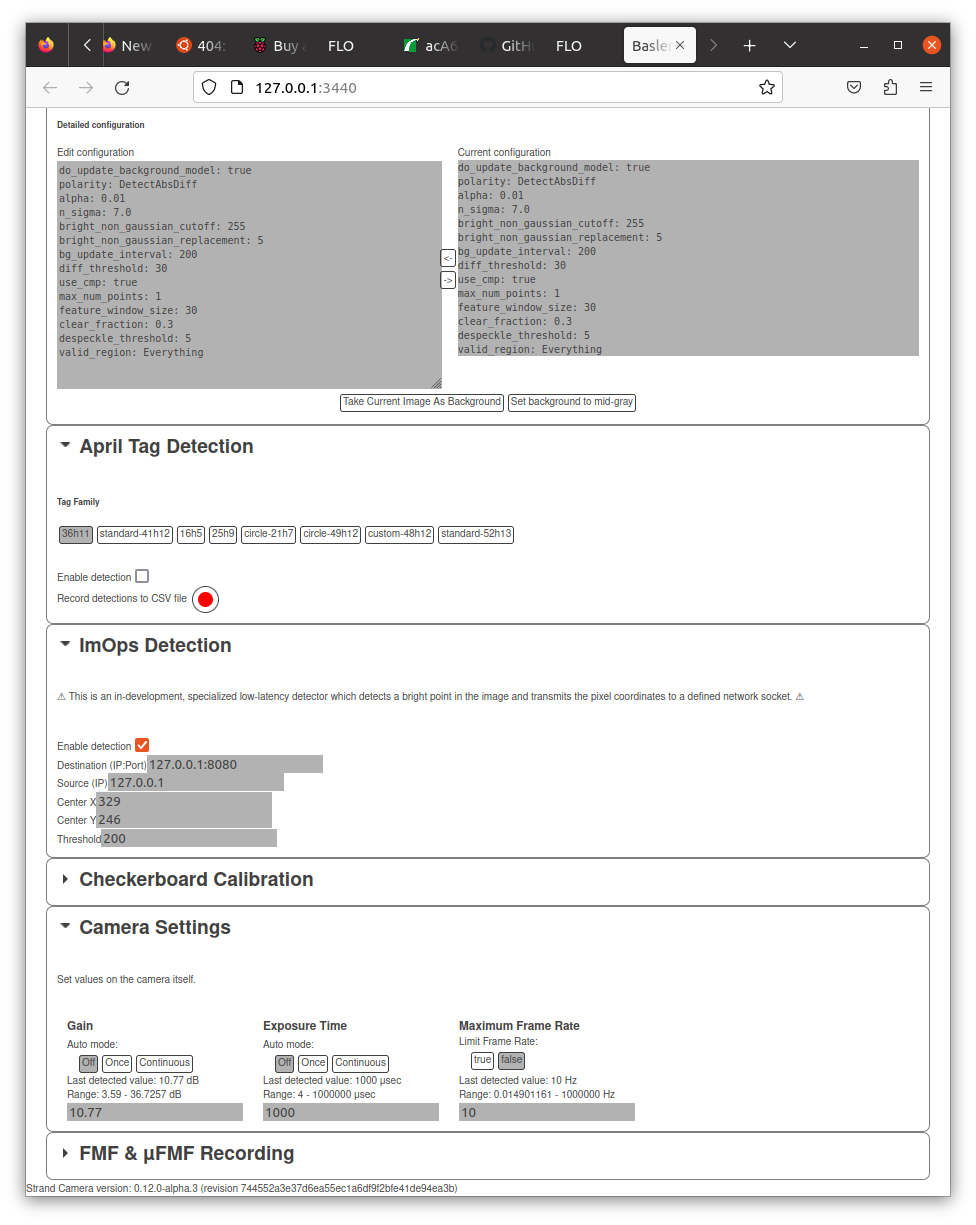 New
404:
Buy a
FLO
acA6
GitH
FLO
Basle
127.0.0.1:3440
Detailed configuration
Edit configuration
do_update_background_model: true
polarity: DetectAbsDiff
alpha: 0.01
n_sigma: 7.0
bright_non_gaussian_cutoff: 255
bright_non_gaussian_replacement: 5
bg_update_interval: 200
diff_threshold: 30
use_cmp: true
max_num_points: 1
feature_window_size: 30
clear_fraction: 0.3
despeckle_threshold: 5
valid_region: Everything
<-
->
Current configuration
do_update_background_model: true
polarity: DetectAbsDiff
alpha: 0.01
n_sigma: 7.0
bright_non_gaussian_cutoff: 255
bright_non_gaussian_replacement: 5
bg_update_interval: 200
diff_threshold: 30
use_cmp: true
max_num_points: 1
feature_window_size: 30
clear_fraction: 0.3
despeckle_threshold: 5
valid_region: Everything
Take Current Image As Background Set background to mid-gray
April Tag Detection
Tag Family
36h11 standard-41h12 16h5 25h9 circle-21h7 circle-49h12 custom-48h12 standard-52h13
Enable detection
Record detections to CSV file
ImOps Detection
⚠ This is an in-development, specialized low-latency detector which detects a bright point in the image and transmits the pixel coordinates to a defined network socket. ⚠
Enable detection
Destination (IP:Port) 127.0.0.1:8080
Source (IP) 127.0.0.1
Center X 329
Center Y 246
Threshold 200
Checkerboard Calibration
Camera Settings
Set values on the camera itself.
Gain
Auto mode:
Off Once Continuous
Last detected value: 10.77 dB
Range: 3.59 - 36.7257 dB
10.77
Exposure Time
Auto mode:
Off Once Continuous
Last detected value: 1000 µsec
Range: 4 - 1000000 µsec
1000
Maximum Frame Rate
Limit Frame Rate:
true false
Last detected value: 10 Hz
Range: 0.014901161 - 1000000 Hz
10
FMF & µFMF Recording
Strand Camera version: 0.12.0-alpha.3 (revision 744552a3e37d6ea55ec1a6df9f2bfe41de94ea3b)